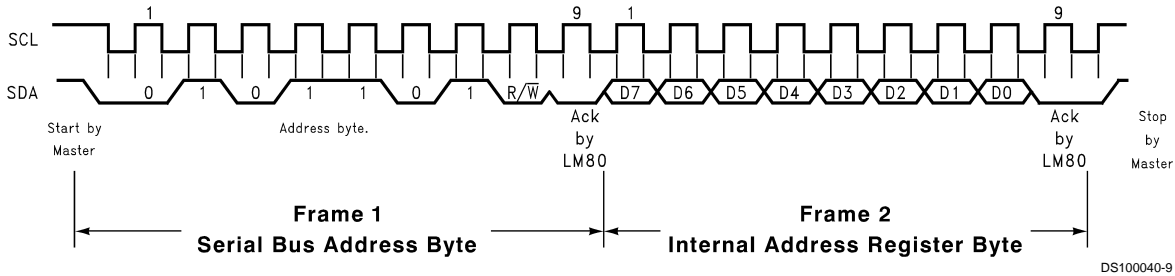 1 9 1 9
SCL
SDA 0 1 0 1 1 0 1 R/W̅ D7 D6 D5 D4 D3 D2 D1 D0
Start by
Master
Address byte.
Ack
by
LM80
Ack
by
LM80
Stop
by
Master
Frame 1
Serial Bus Address Byte
Frame 2
Internal Address Register Byte
DS100040-9